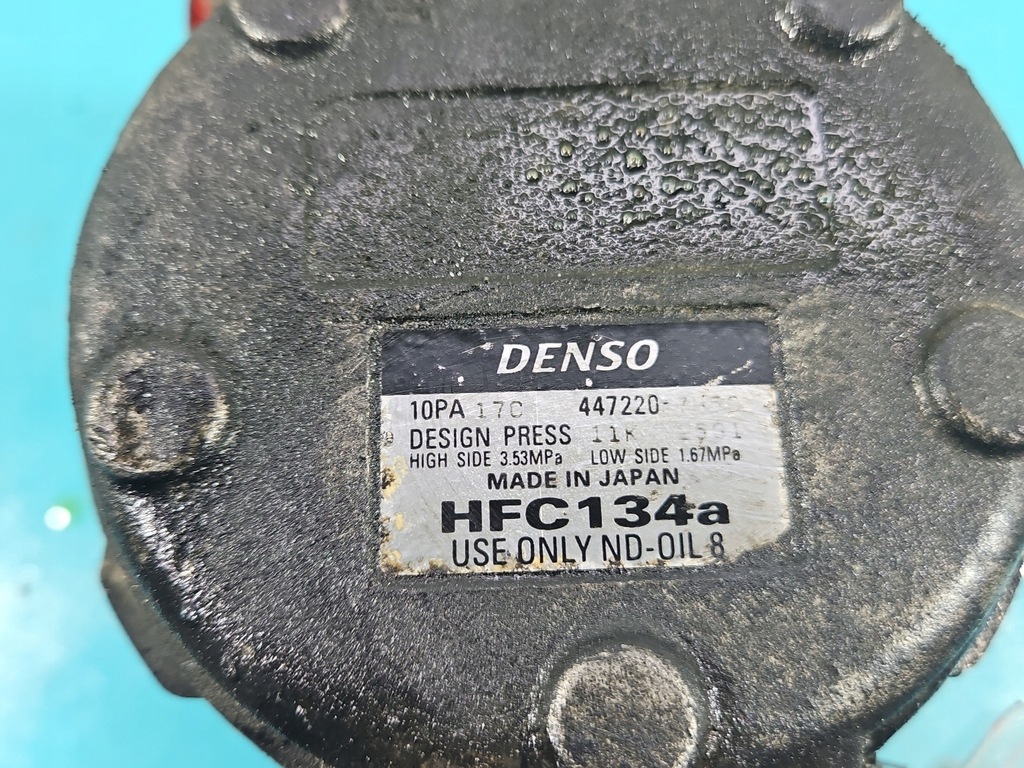 DENSO
10PA 17C 447220-
DESIGN PRESS 11K
HIGH SIDE 3.53MPa LOW SIDE 1.67MPa
MADE IN JAPAN
HFC134a
USE ONLY ND-OIL 8